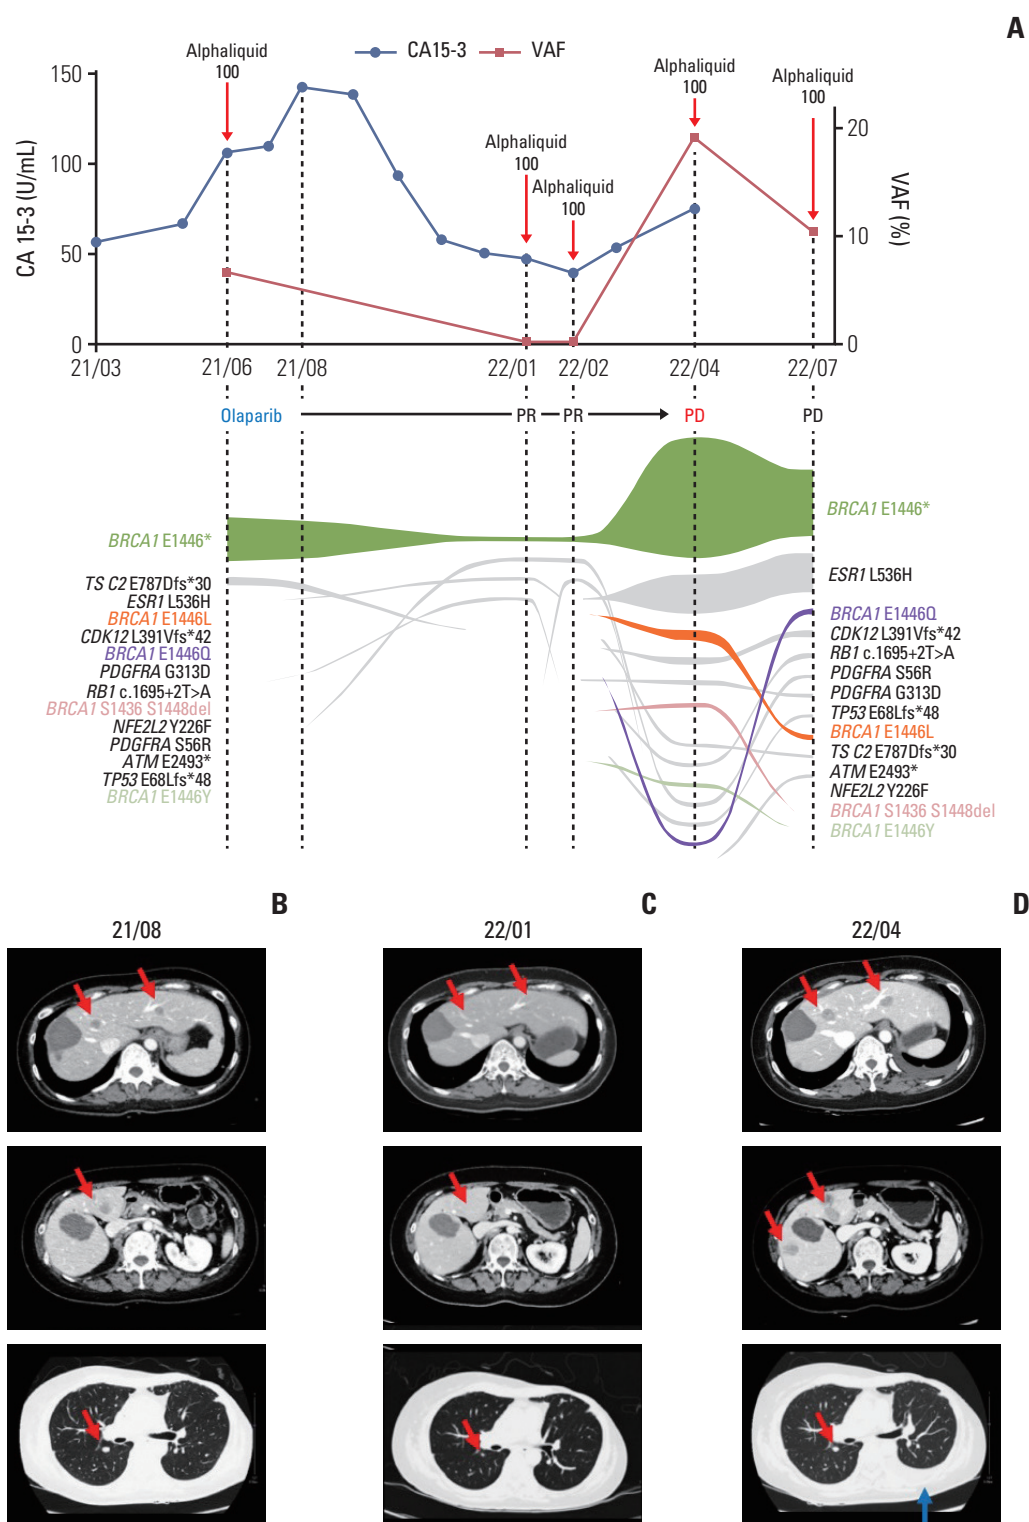 A
CA15-3
VAF
Alphaliquid
100
Alphaliquid
100
Alphaliquid
100
Alphaliquid
100
Alphaliquid
100
150
100
50
0
CA 15-3 (U/mL)
20
10
0
VAF (%)
21/03
21/06
21/08
22/01
22/02
22/04
22/07
Olaparib
PR
PR
PD
PD
BRCA1 E1446*
TS C2 E787Dfs*30
ESR1 L536H
BRCA1 E1446L
CDK12 L391Vfs*42
BRCA1 E1446Q
PDGFRA G313D
RB1 c.1695+2T>A
BRCA1 S1436 S1448del
NFE2L2 Y226F
PDGFRA S56R
ATM E2493*
TP53 E68Lfs*48
BRCA1 E1446Y
BRCA1 E1446*
ESR1 L536H
BRCA1 E1446Q
CDK12 L391Vfs*42
RB1 c.1695+2T>A
PDGFRA S56R
PDGFRA G313D
TP53 E68Lfs*48
BRCA1 E1446L
TS C2 E787Dfs*30
ATM E2493*
NFE2L2 Y226F
BRCA1 S1436 S1448del
BRCA1 E1446Y
B
21/08
C
22/01
D
22/04